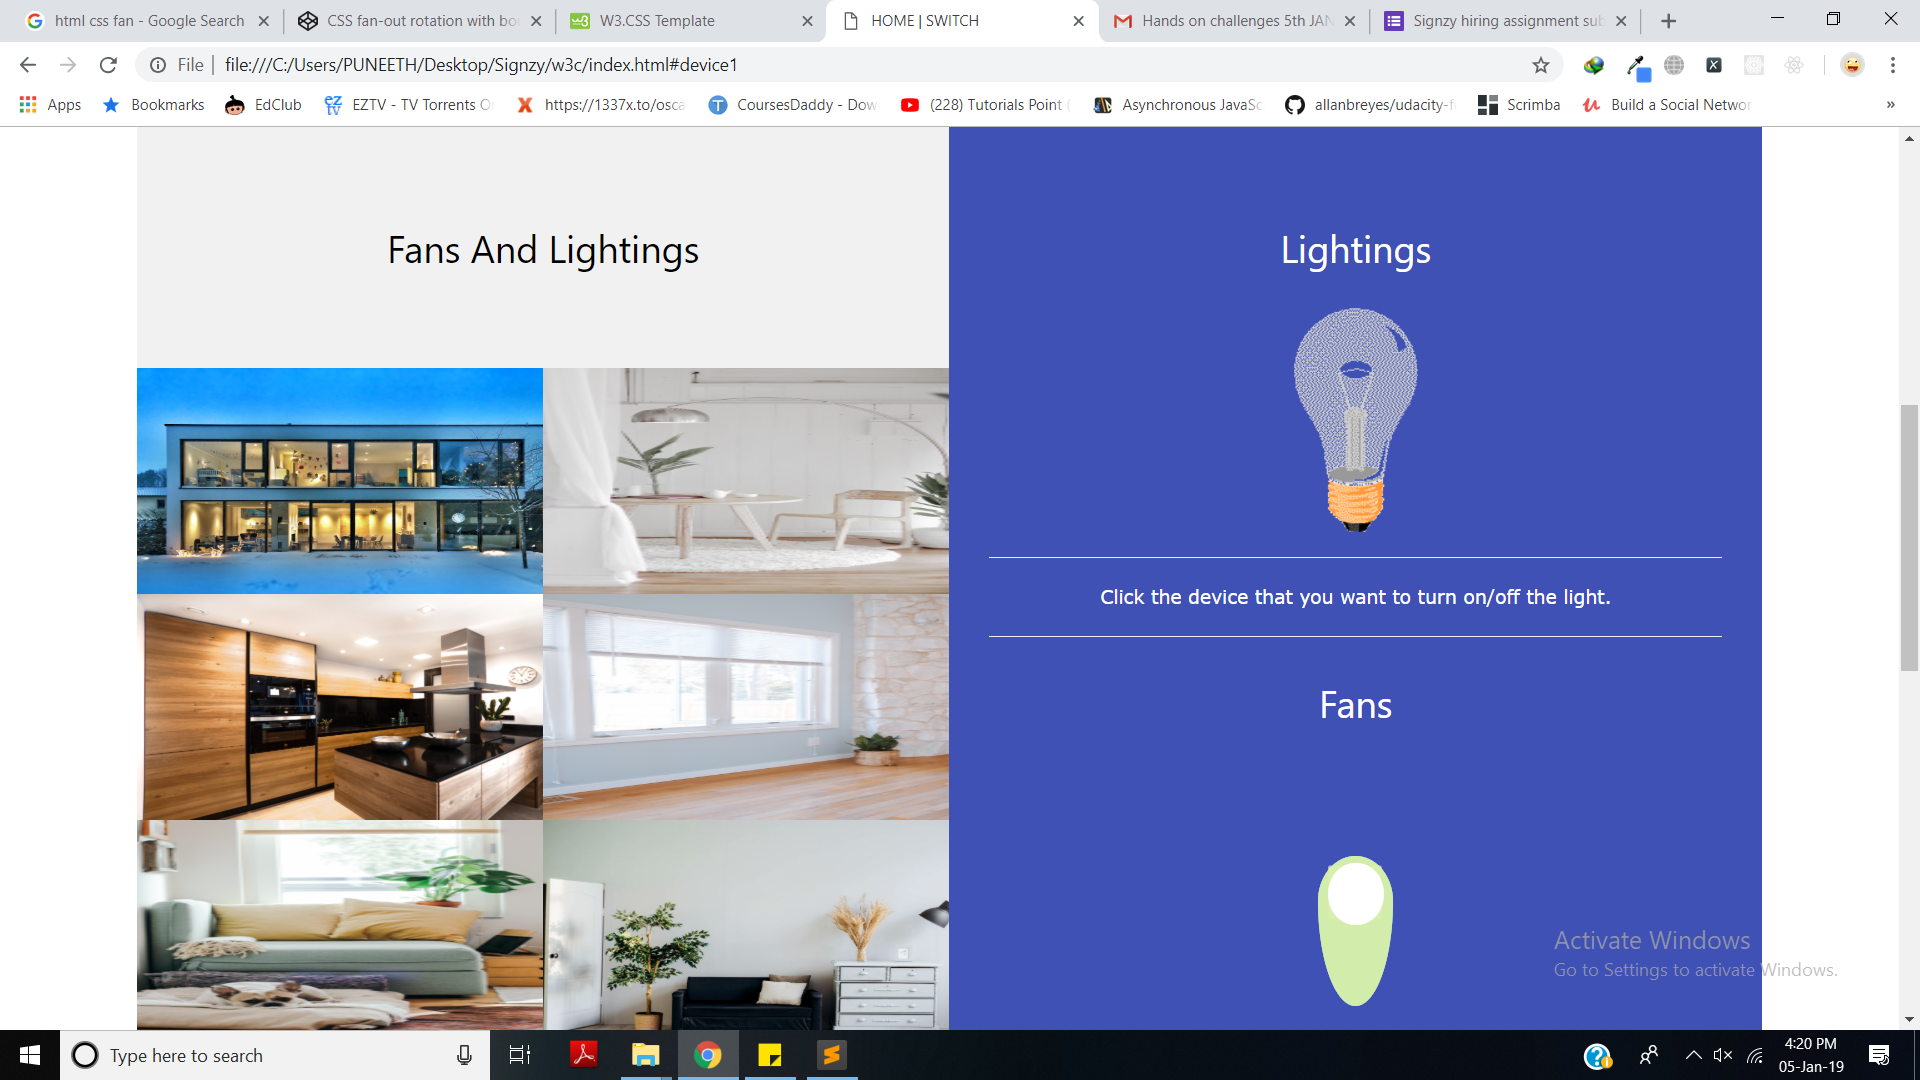 html css fan - Google Search
CSS fan-out rotation with bo
W3.CSS Template
HOME | SWITCH
Hands on challenges 5th JAN
Signzy hiring assignment sub
File
file:///C:/Users/PUNEETH/Desktop/Signzy/w3c/index.html#device1
Apps
Bookmarks
EdClub
EZTV - TV Torrents O
https://1337x.to/osca
CoursesDaddy - Dow
(228) Tutorials Point (
Asynchronous JavaSc
allanbreyes/udacity-f
Scrimba
Build a Social Networ
»
Fans And Lightings
Lightings
Click the device that you want to turn on/off the light.
Fans
Activate Windows
Go to Settings to activate Windows.
Type here to search
4:20 PM
05-Jan-19